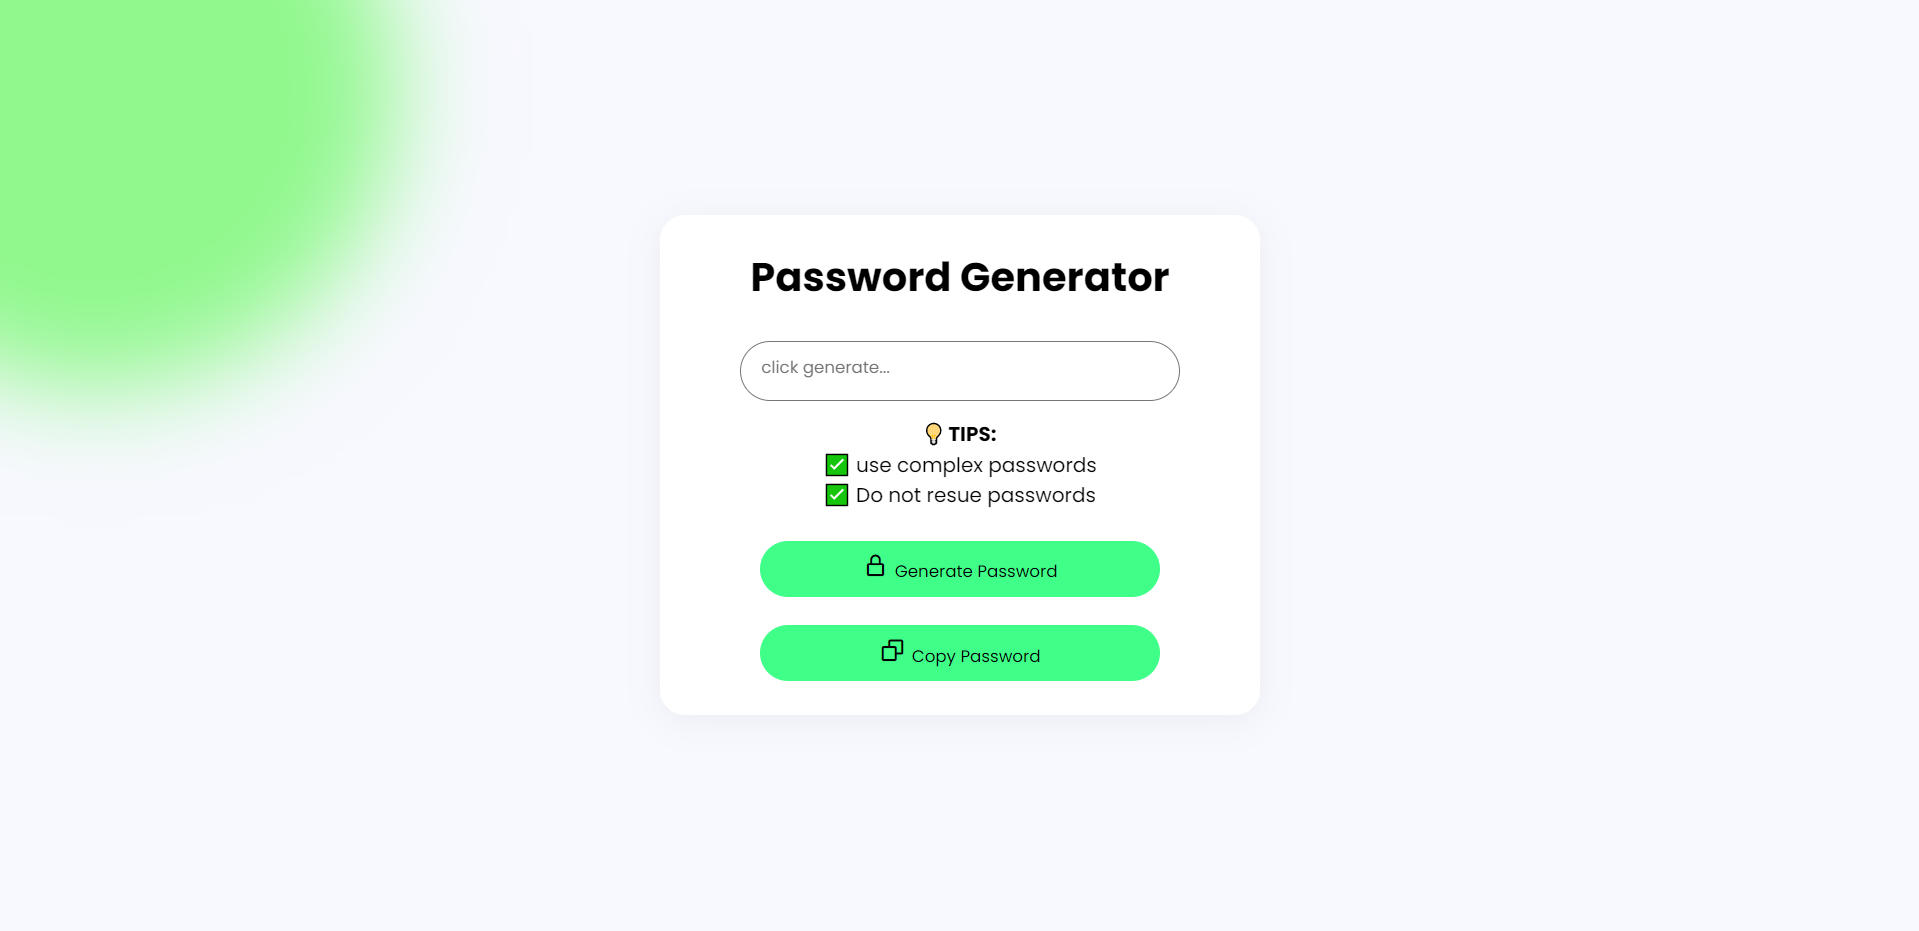 Password Generator
click generate...
💡 TIPS:
✅ use complex passwords
✅ Do not resue passwords
Generate Password
Copy Password